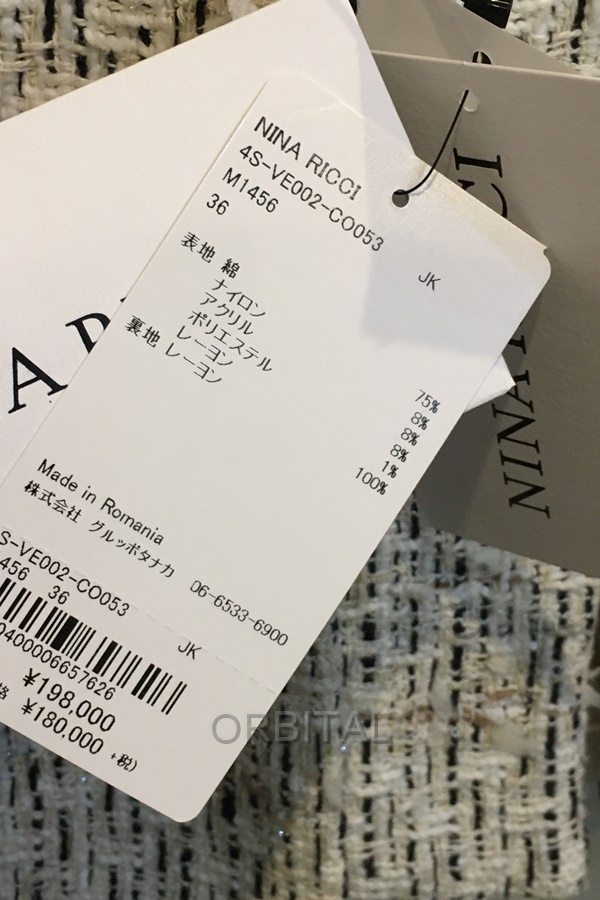 NINA RICCI
4S-VE002-CO053
M1456 JK
36
表地 綿 75%
ナイロン 8%
アクリル 8%
ポリエステル 8%
レーヨン 1%
裏地 レーヨン 100%
Made in Romania
株式会社 グルッポタナカ 06-6533-6900
S-VE002-CO053
456 36 JK
0400006657626
¥198,000
格 ¥180,000 +税)
NINA RICCI
ORBITAL